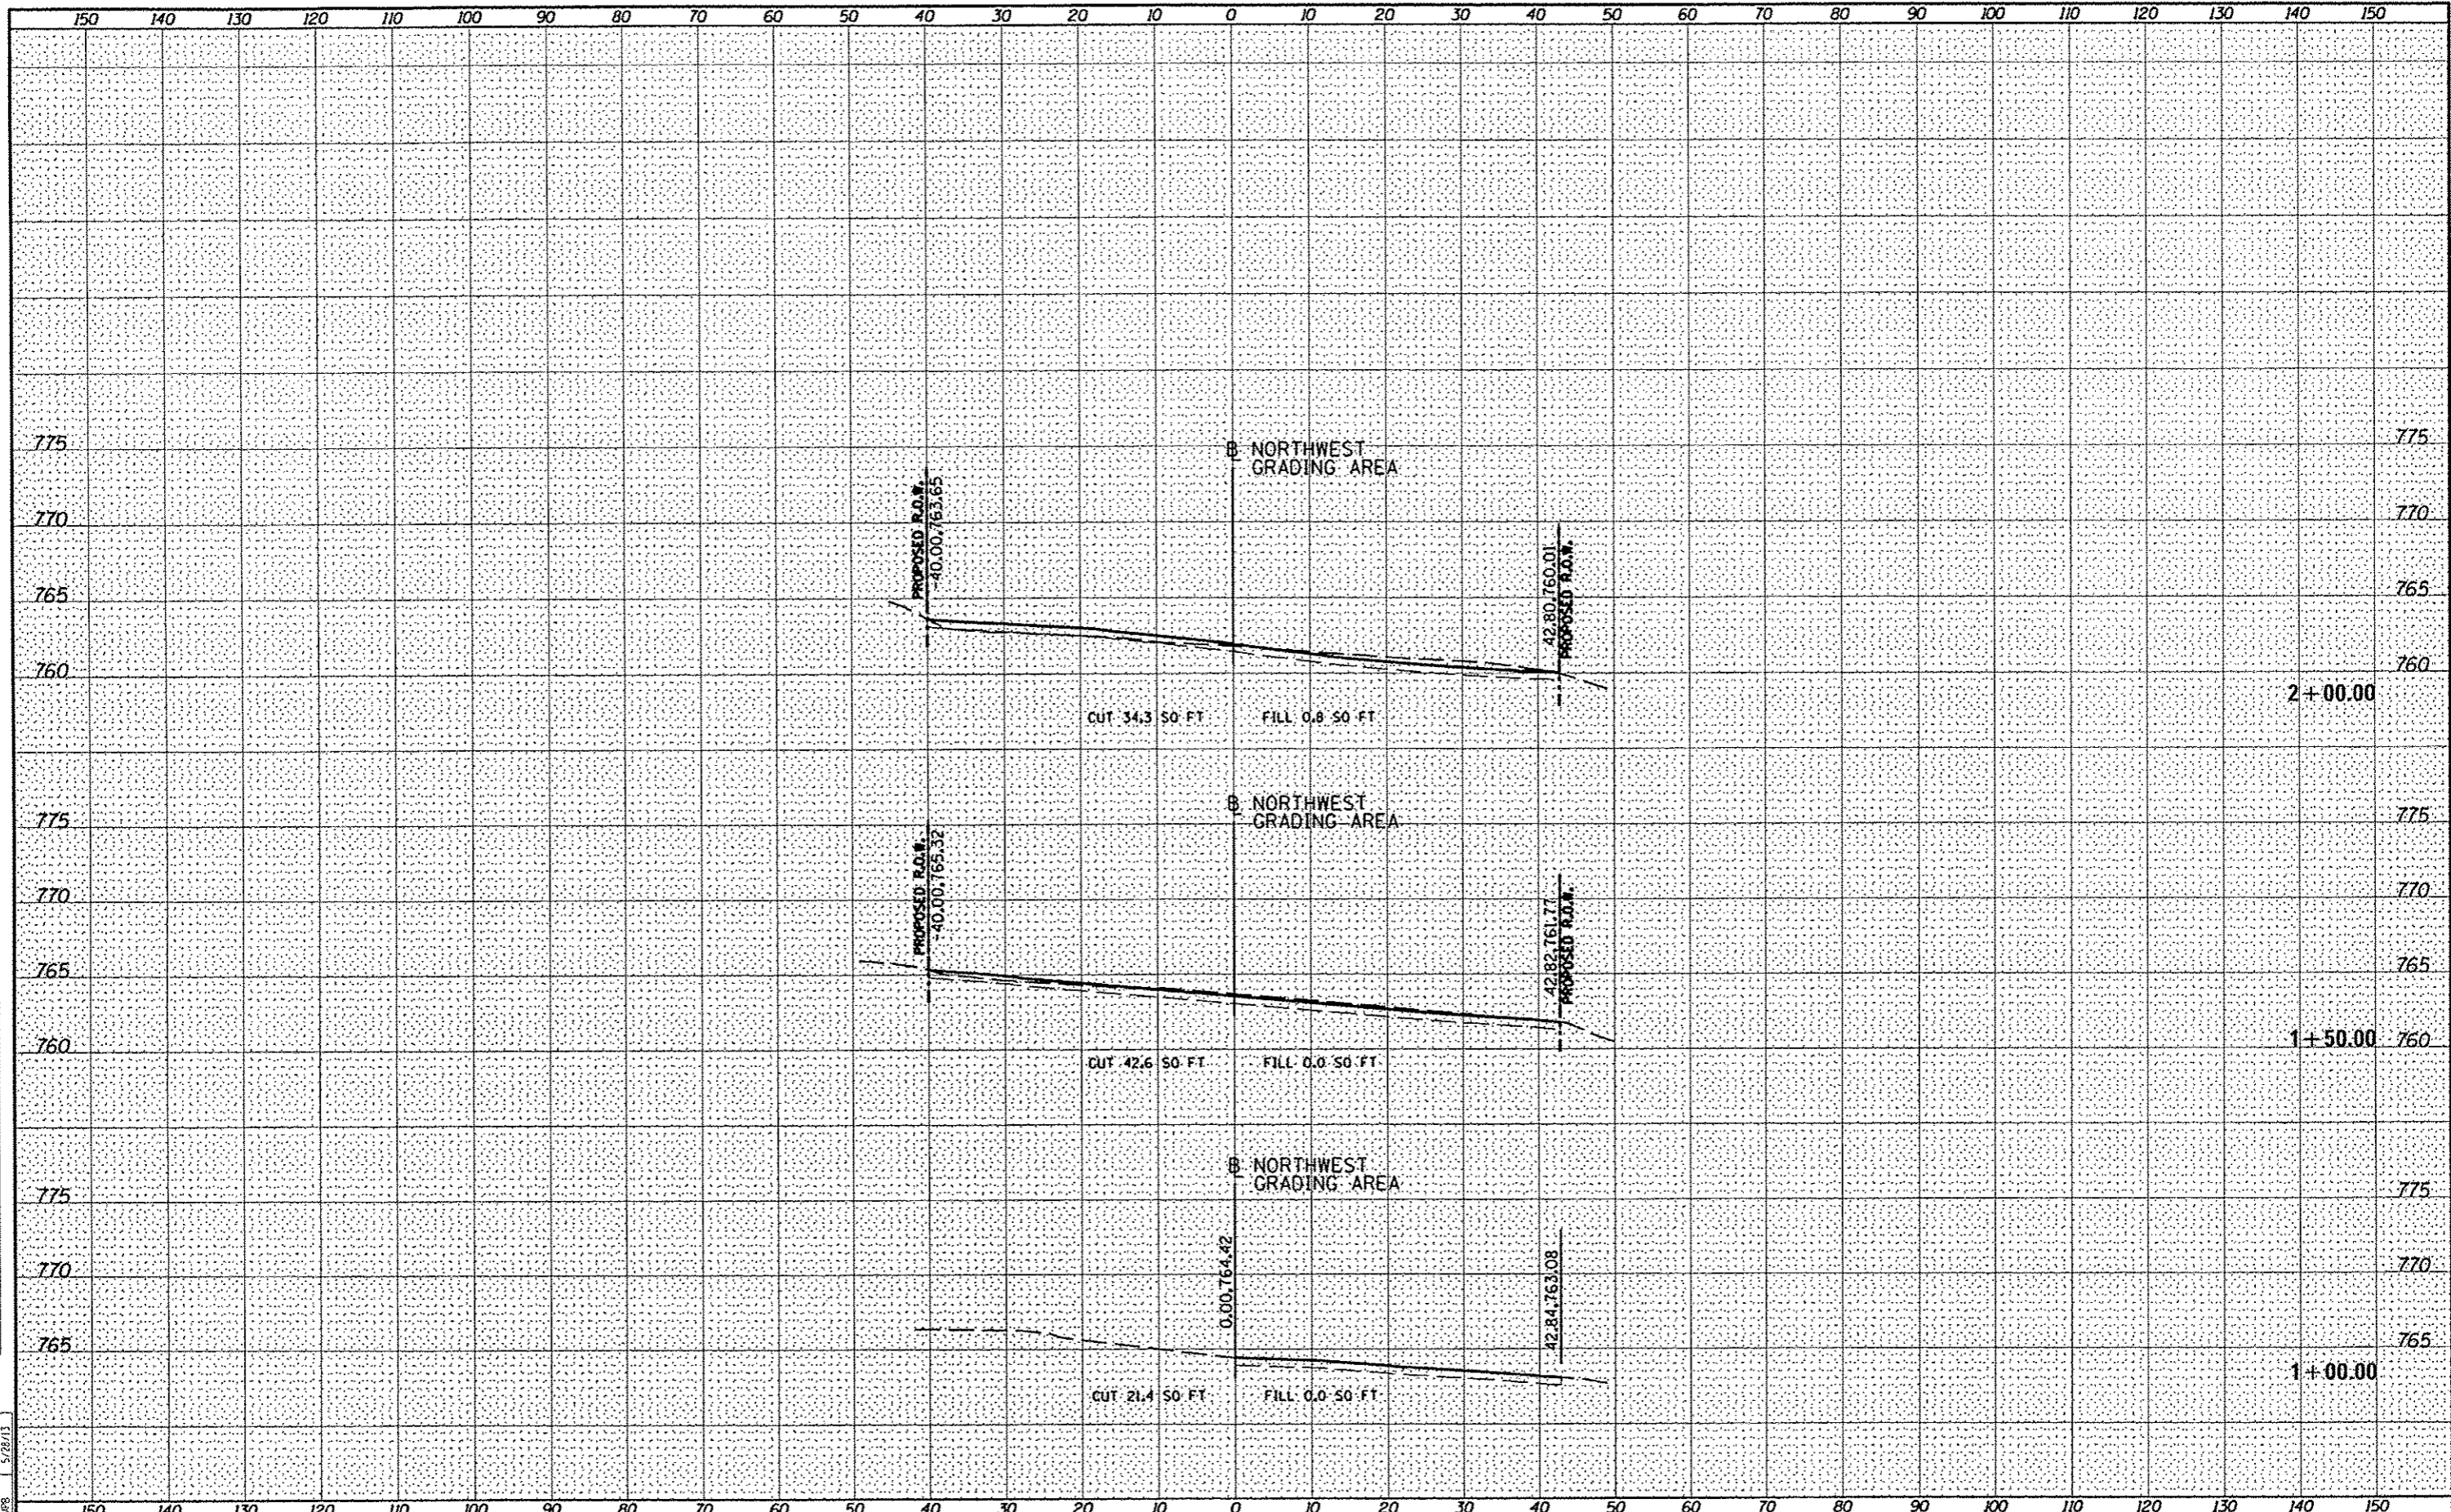 150 140 130 120 110 100 90 80 70 60 50 40 30 20 10 0 10 20 30 40 50 60 70 80 90 100 110 120 130 140 150
B NORTHWEST
GRADING AREA
775 775
PROPOSED R.O.W.
-40.00,763.65
770 770
42.80,760.01
PROPOSED R.O.W.
765 765
760 760
2+00.00
CUT 34.3 SQ FT FILL 0.8 SQ FT
B NORTHWEST
GRADING AREA
775 775
PROPOSED R.O.W.
-40.00,765.32
770 770
42.82,761.77
PROPOSED R.O.W.
765 765
760 1+50.00 760
CUT 42.6 SQ FT FILL 0.0 SQ FT
B NORTHWEST
GRADING AREA
775 775
0.00,764.42
42.84,763.08
770 770
765 765
1+00.00
CUT 21.4 SQ FT FILL 0.0 SQ FT
5/28/13
150 140 130 120 110 100 90 80 70 60 50 40 30 20 10 0 10 20 30 40 50 60 70 80 90 100 110 120 130 140 150